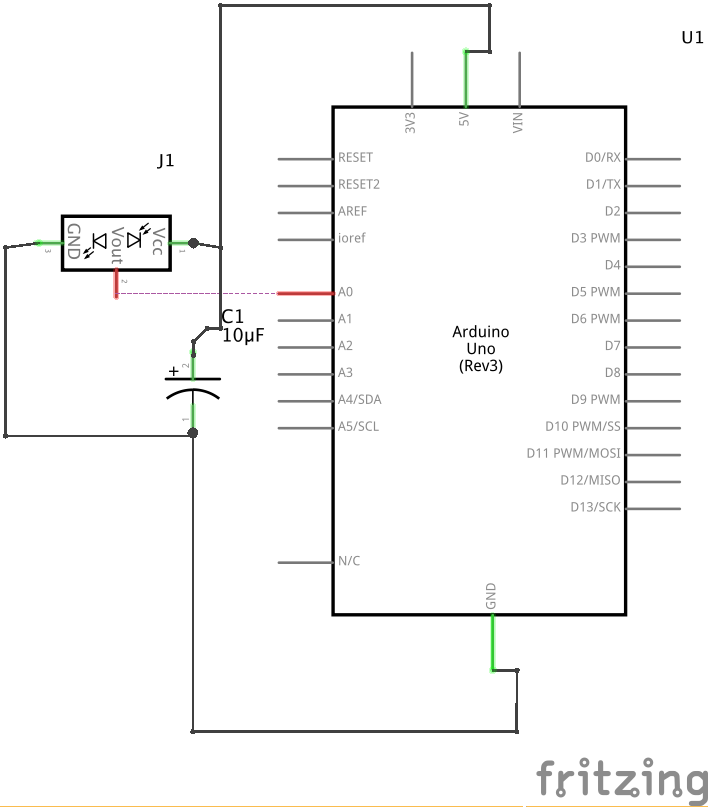 U1
3V3
5V
VIN
J1
RESET
RESET2
AREF
ioref
A0
A1
A2
A3
A4/SDA
A5/SCL
N/C
D0/RX
D1/TX
D2
D3 PWM
D4
D5 PWM
D6 PWM
D7
D8
D9 PWM
D10 PWM/SS
D11 PWM/MOSI
D12/MISO
D13/SCK
GND
Vout
Vcc
3
2
1
C1
10µF
+
2
1
Arduino
Uno
(Rev3)
GND
fritzing